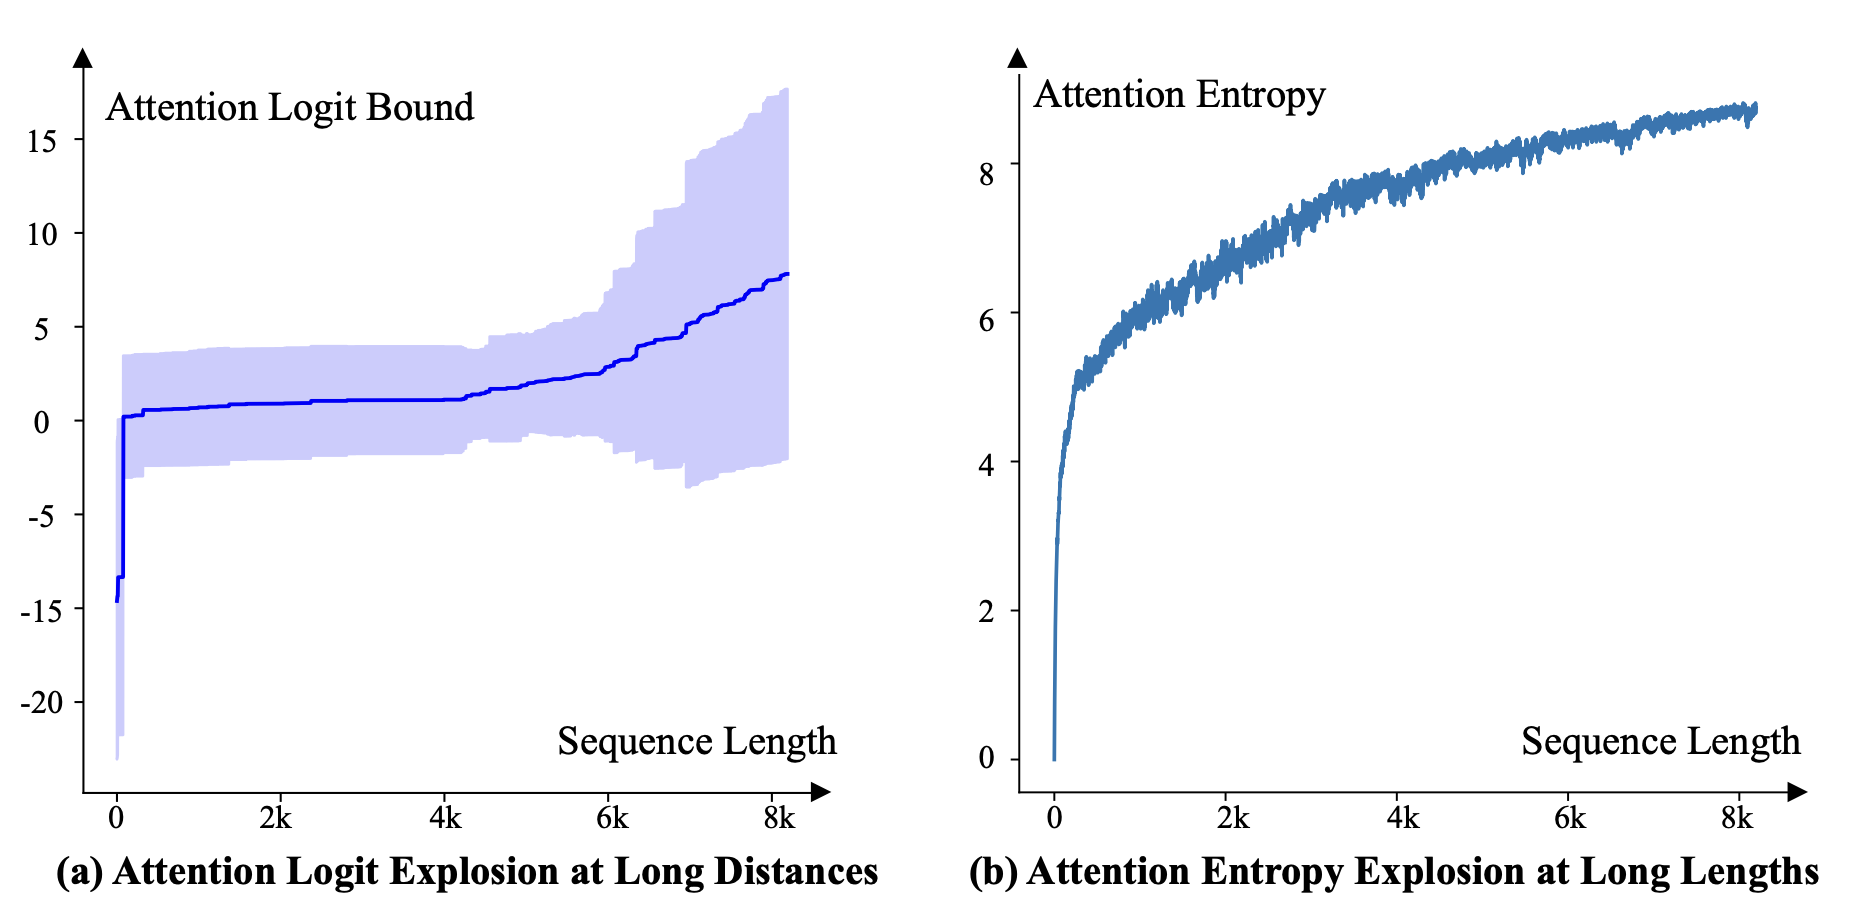 Attention Logit Bound
15
10
5
0
-5
-15
-20
Sequence Length
0 2k 4k 6k 8k
(a) Attention Logit Explosion at Long Distances
Attention Entropy
8
6
4
2
0
Sequence Length
0 2k 4k 6k 8k
(b) Attention Entropy Explosion at Long Lengths